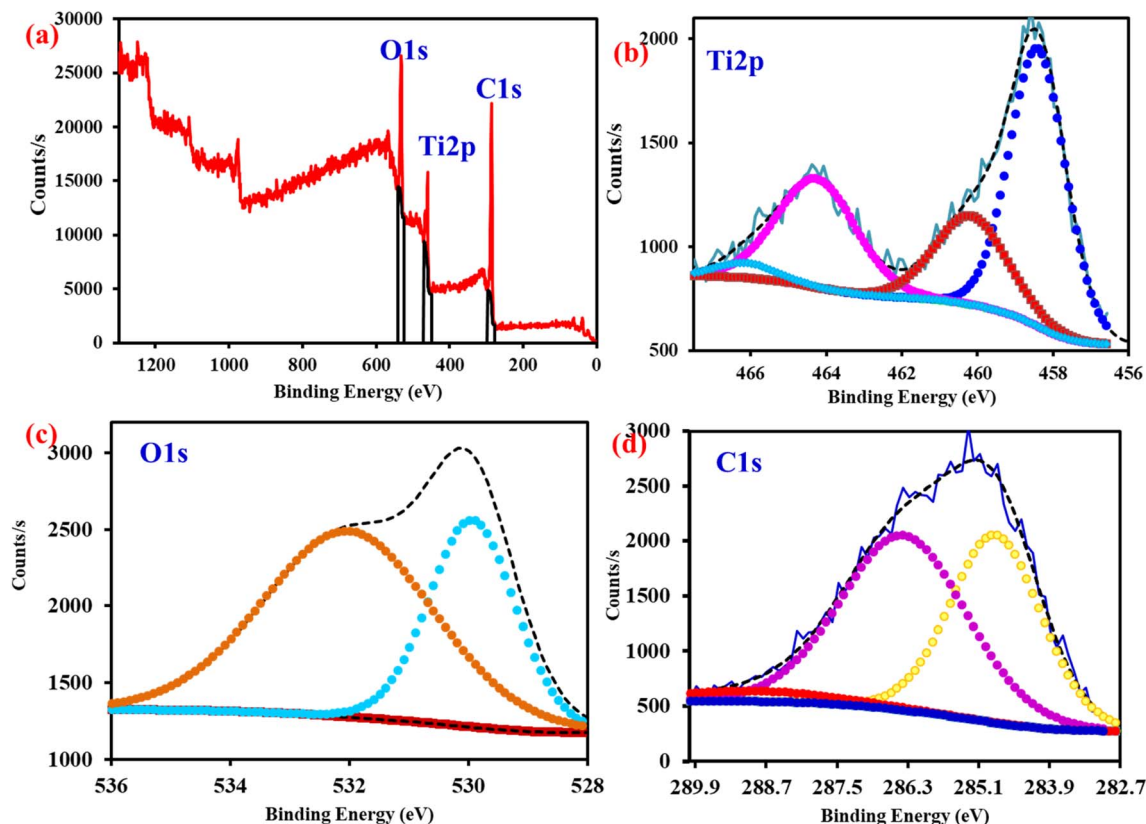 (a)
30000
25000
20000
15000
10000
5000
0
Counts/s
O1s
C1s
Ti2p
1200 1000 800 600 400 200 0
Binding Energy (eV)
(b)
Ti2p
2000
1500
1000
500
Counts/s
466 464 462 460 458 456
Binding Energy (eV)
(c)
O1s
3000
2500
2000
1500
1000
Counts/s
536 534 532 530 528
Binding Energy (eV)
(d)
C1s
3000
2500
2000
1500
1000
500
0
Counts/s
289.9 288.7 287.5 286.3 285.1 283.9 282.7
Binding Energy (eV)